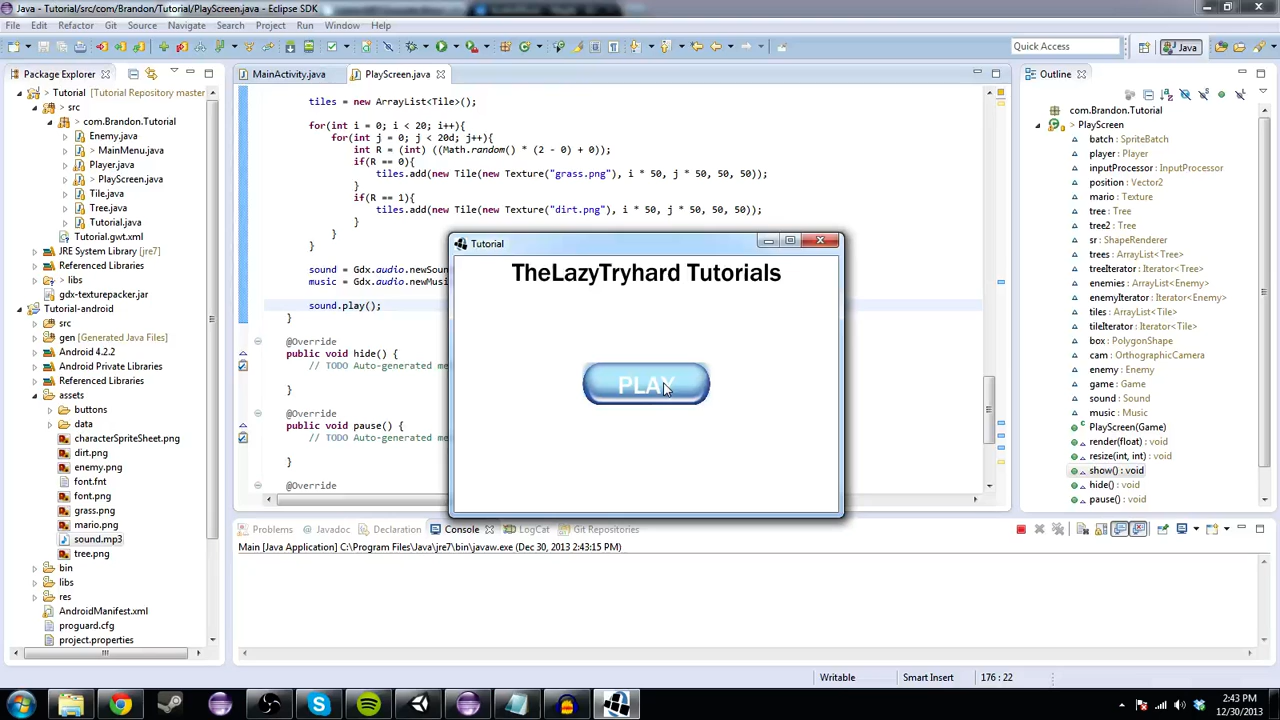 Java - Tutorial/src/com/Brandon/Tutorial/PlayScreen.java - Eclipse SDK
File Edit Refactor Git Source Navigate Search Project Run Window Help
Quick Access
Java
Package Explorer
Tutorial [Tutorial Repository master
src
com.Brandon.Tutorial
Enemy.java
> MainMenu.java
Player.java
> PlayScreen.java
Tile.java
Tree.java
Tutorial.java
Tutorial.gwt.xml
JRE System Library [jre7]
Referenced Libraries
> libs
gdx-texturepacker.jar
Tutorial-android
src
gen [Generated Java Files]
Android 4.2.2
Android Private Libraries
Referenced Libraries
assets
buttons
data
characterSpriteSheet.png
dirt.png
enemy.png
font.fnt
font.png
grass.png
mario.png
sound.mp3
tree.png
bin
libs
res
AndroidManifest.xml
proguard.cfg
project.properties
MainActivity.java
PlayScreen.java
tiles = new ArrayList<Tile>();
for(int i = 0; i < 20; i++){
for(int j = 0; j < 20d; j++){
int R = (int) ((Math.random() * (2 - 0) + 0));
if(R == 0){
tiles.add(new Tile(new Texture("grass.png"), i * 50, j * 50, 50, 50));
}
if(R == 1){
tiles.add(new Tile(new Texture("dirt.png"), i * 50, j * 50, 50, 50));
}
}
}
sound = Gdx.audio.newSoun
music = Gdx.audio.newMusi
sound.play();
}
@Override
public void hide() {
// TODO Auto-generated me
}
@Override
public void pause() {
// TODO Auto-generated me
}
@Override
Tutorial
TheLazyTryhard Tutorials
PLAY
Outline
com.Brandon.Tutorial
PlayScreen
batch : SpriteBatch
player : Player
inputProcessor : InputProcessor
position : Vector2
mario : Texture
tree : Tree
tree2 : Tree
sr : ShapeRenderer
trees : ArrayList<Tree>
treeIterator : Iterator<Tree>
enemies : ArrayList<Enemy>
enemyIterator : Iterator<Enemy>
tiles : ArrayList<Tile>
tileIterator : Iterator<Tile>
box : PolygonShape
cam : OrthographicCamera
enemy : Enemy
game : Game
sound : Sound
music : Music
PlayScreen(Game)
render(float) : void
resize(int, int) : void
show() : void
hide() : void
pause() : void
Problems Javadoc Declaration Console LogCat Git Repositories
Main [Java Application] C:\Program Files\Java\jre7\bin\javaw.exe (Dec 30, 2013 2:43:15 PM)
Writable Smart Insert 176 : 22
2:43 PM
12/30/2013